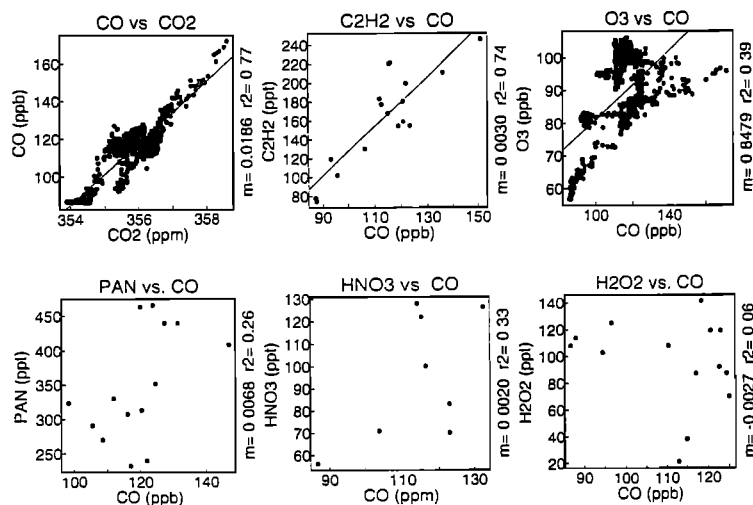 CO vs CO2
160
140
120
100
CO (ppb)
354 356 358
CO2 (ppm)
m= 0.0186 r2= 0 77
C2H2 vs CO
240
220
200
180
160
140
120
100
80
C2H2 (ppt)
90 100 110 120 130 140 150
CO (ppb)
m= 0 0030 r2= 0 74
O3 vs CO
100
90
80
70
60
O3 (ppb)
100 140
CO (ppb)
m= 0 8479 r2= 0 39
PAN vs. CO
450
400
350
300
250
PAN (ppt)
100 120 140
CO (ppb)
m= 0 0068 r2= 0.26
HNO3 vs CO
130
120
110
100
90
80
70
60
HNO3 (ppt)
90 110 130
CO (ppm)
m= 0 0020 r2= 0.33
H2O2 vs. CO
140
120
100
80
60
40
20
H2O2 (ppb)
90 100 110 120
CO (ppb)
m= -0.0027 r2= 0.06